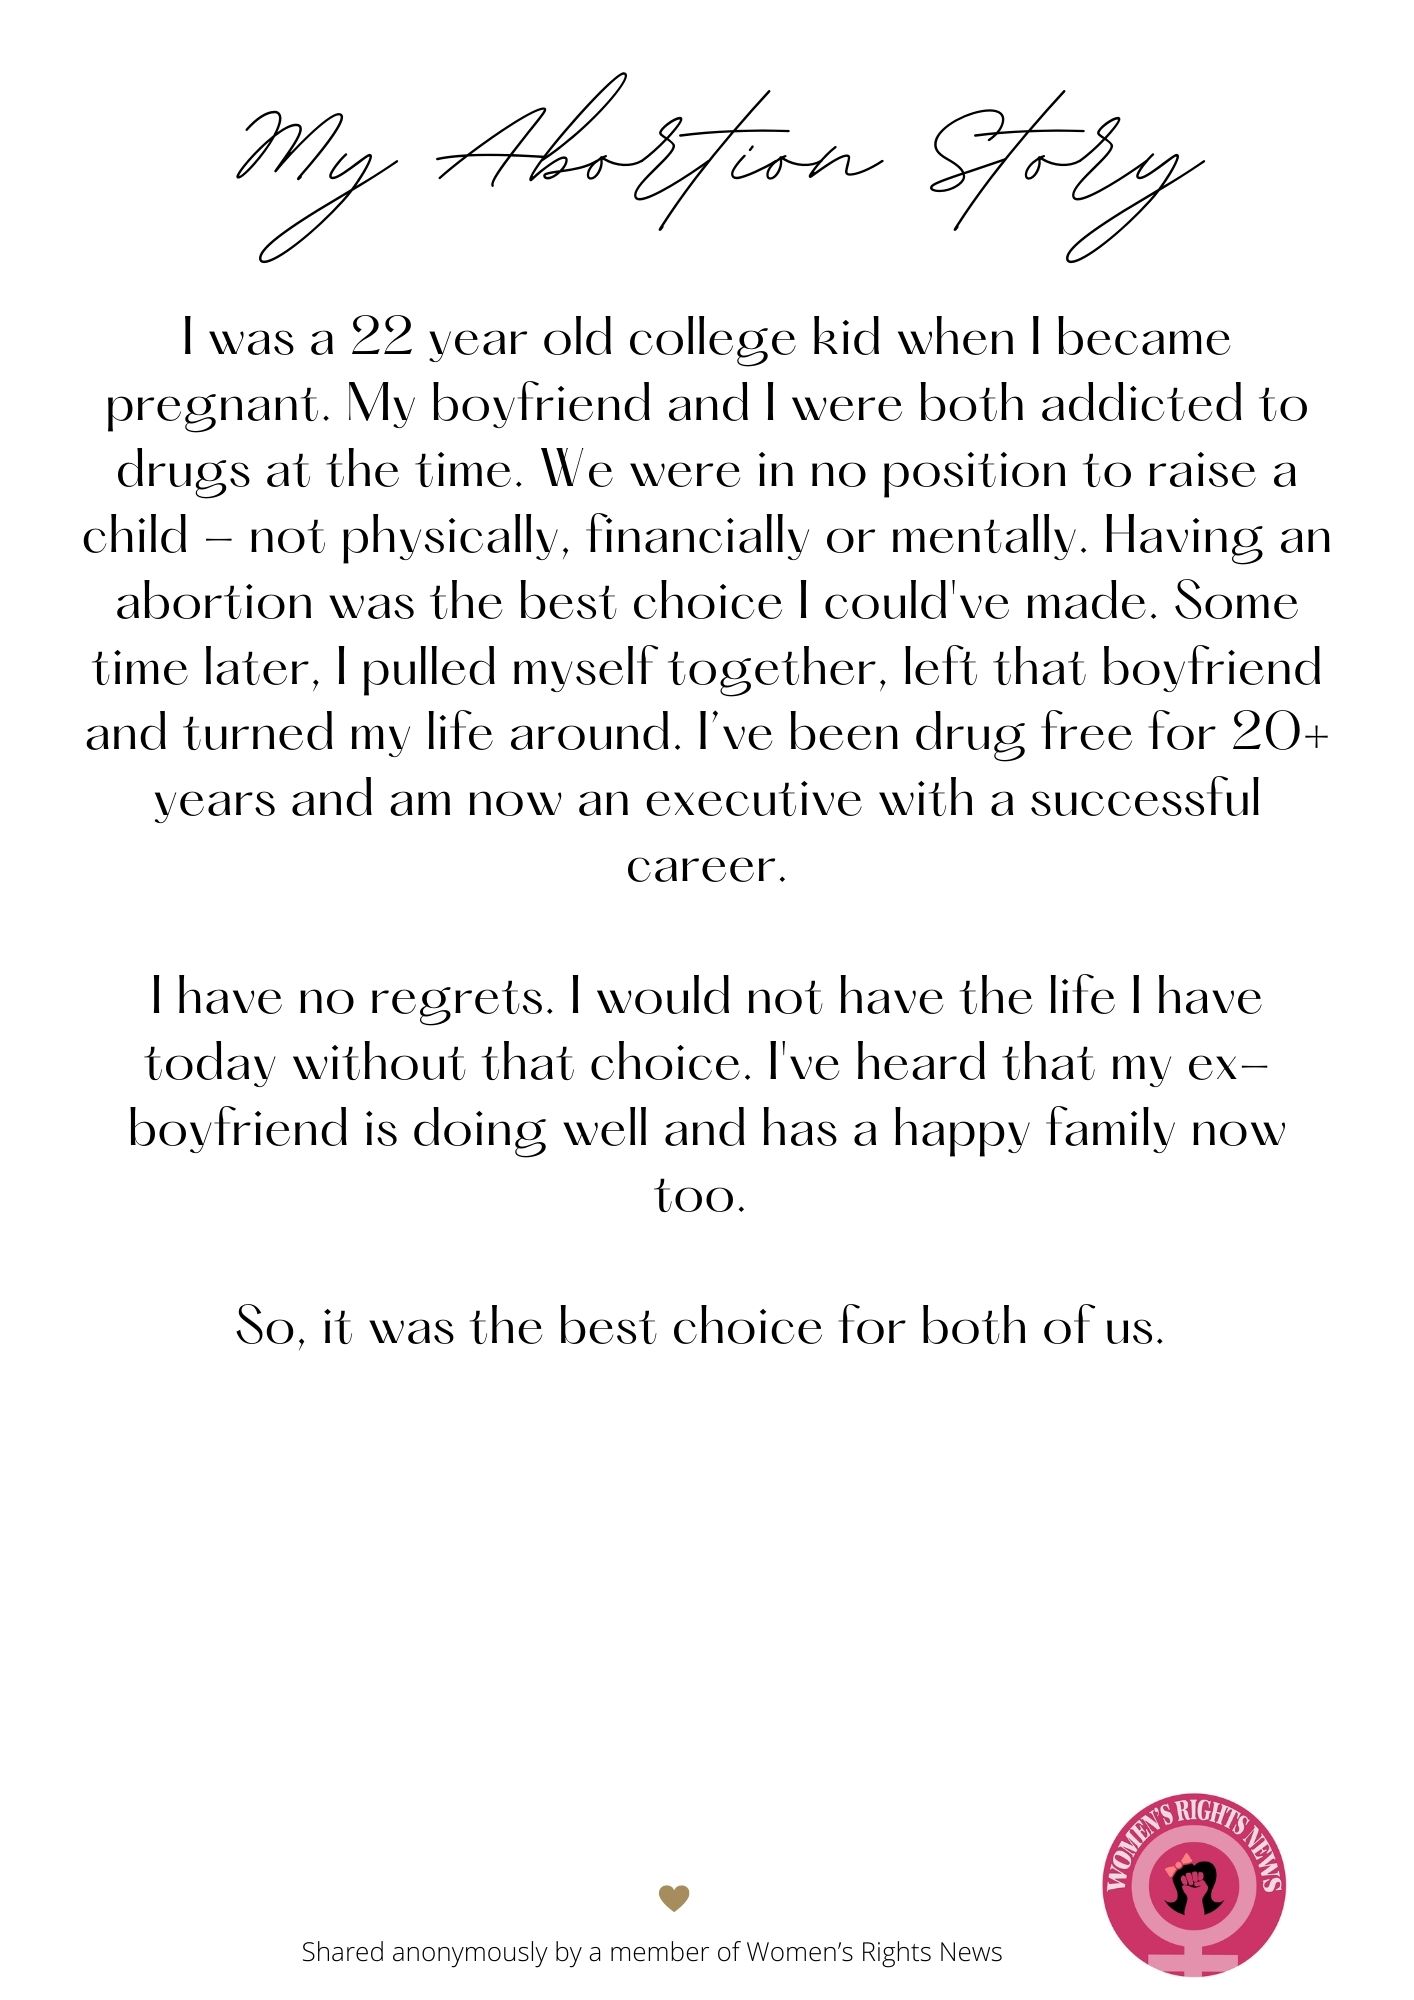 My Abortion Story
I was a 22 year old college kid when I became
pregnant. My boyfriend and I were both addicted to
drugs at the time. We were in no position to raise a
child – not physically, financially or mentally. Having an
abortion was the best choice I could've made. Some
time later, I pulled myself together, left that boyfriend
and turned my life around. I’ve been drug free for 20+
years and am now an executive with a successful
career.
I have no regrets. I would not have the life I have
today without that choice. I've heard that my ex-
boyfriend is doing well and has a happy family now
too.
So, it was the best choice for both of us.
WOMEN'S RIGHTS NEWS
Shared anonymously by a member of Women’s Rights News